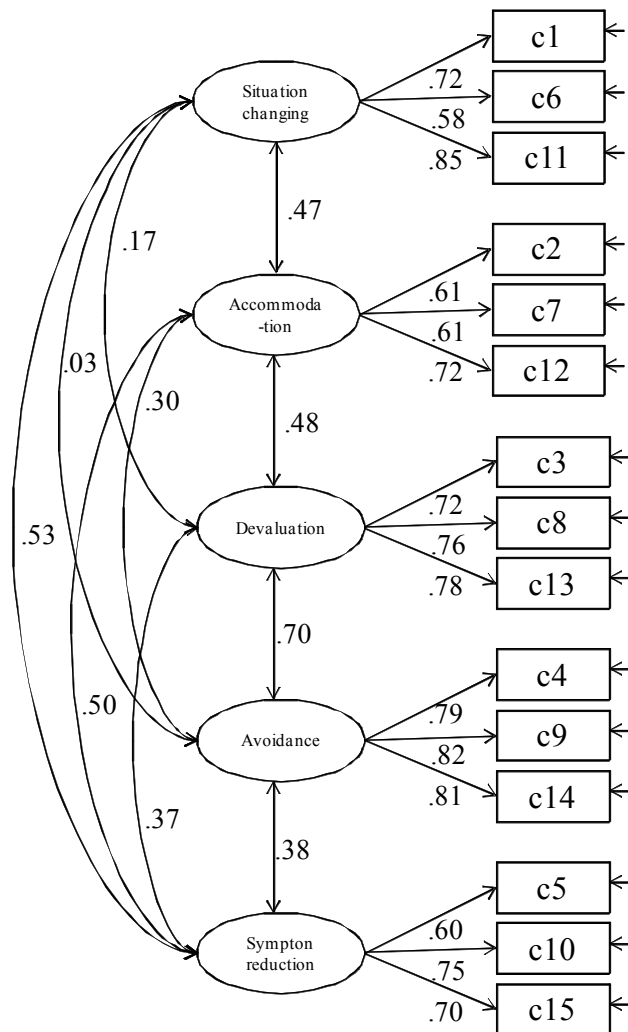 c1
Situation
changing
.72
c6
.58
.85
c11
.47
.17
c2
Accommoda
-tion
.61
c7
.61
.72
c12
.03
.30
.48
c3
.72
Devaluation
c8
.76
.53
.78
c13
.70
c4
.50
.79
Avoidance
c9
.82
.81
c14
.37
.38
c5
.60
Sympton
reduction
c10
.75
.70
c15